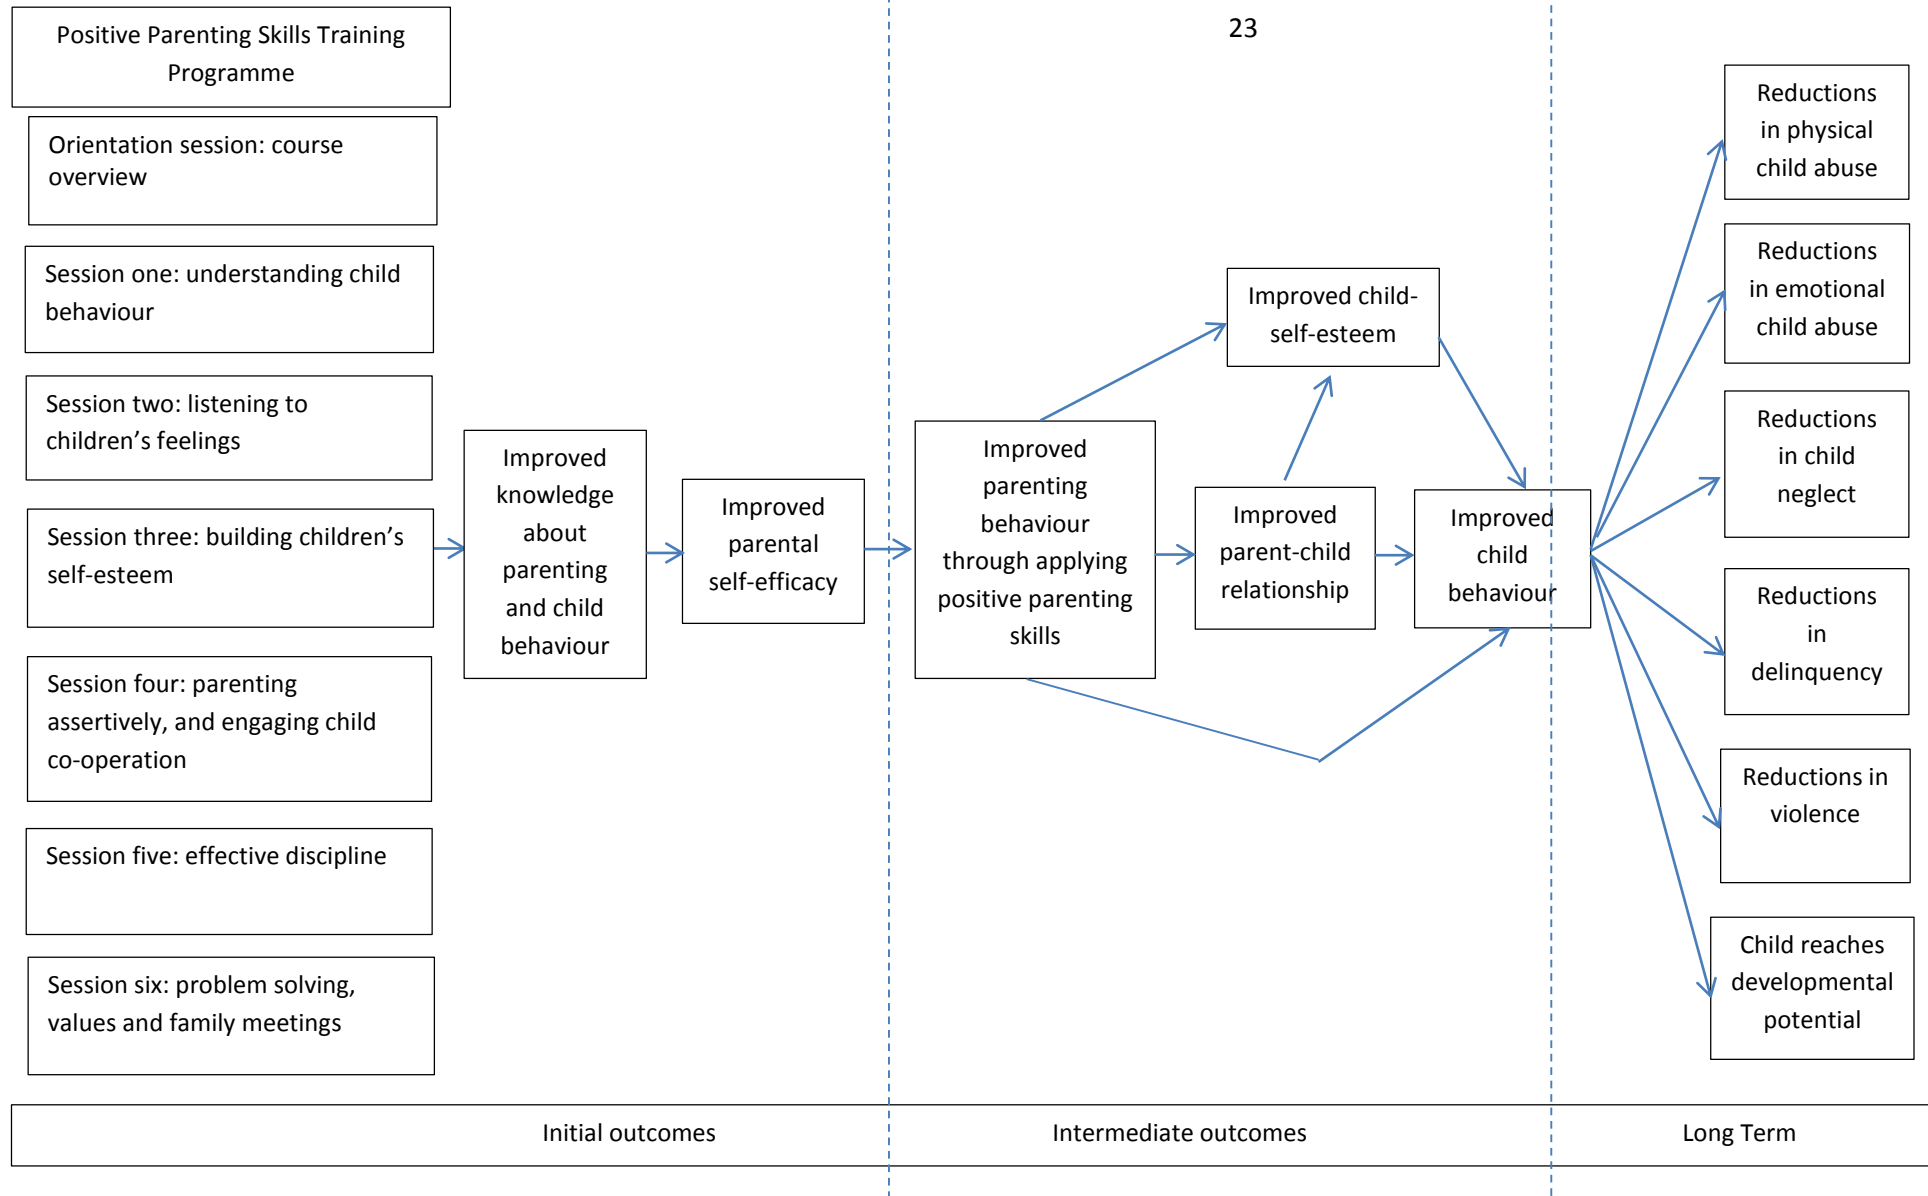 23
Positive Parenting Skills Training
Programme
Orientation session: course
overview
Session one: understanding child
behaviour
Session two: listening to
children’s feelings
Session three: building children’s
self-esteem
Session four: parenting
assertively, and engaging child
co-operation
Session five: effective discipline
Session six: problem solving,
values and family meetings
Improved
knowledge
about
parenting
and child
behaviour
Improved
parental
self-efficacy
Improved
parenting
behaviour
through applying
positive parenting
skills
Improved child-
self-esteem
Improved
parent-child
relationship
Improved
child
behaviour
Reductions
in physical
child abuse
Reductions
in emotional
child abuse
Reductions
in child
neglect
Reductions
in
delinquency
Reductions in
violence
Child reaches
developmental
potential
Initial outcomes
Intermediate outcomes
Long Term